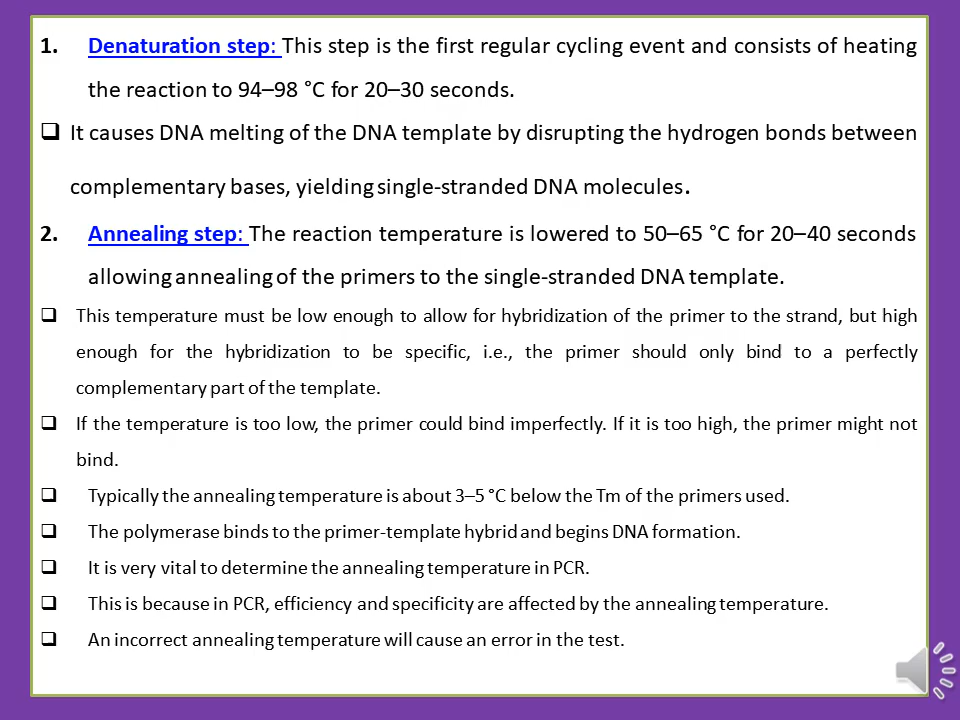 1. Denaturation step: This step is the first regular cycling event and consists of heating
the reaction to 94–98 °C for 20–30 seconds.
❑ It causes DNA melting of the DNA template by disrupting the hydrogen bonds between
complementary bases, yielding single-stranded DNA molecules.
2. Annealing step: The reaction temperature is lowered to 50–65 °C for 20–40 seconds
allowing annealing of the primers to the single-stranded DNA template.
❑ This temperature must be low enough to allow for hybridization of the primer to the strand, but high
enough for the hybridization to be specific, i.e., the primer should only bind to a perfectly
complementary part of the template.
❑ If the temperature is too low, the primer could bind imperfectly. If it is too high, the primer might not
bind.
❑ Typically the annealing temperature is about 3–5 °C below the Tm of the primers used.
❑ The polymerase binds to the primer-template hybrid and begins DNA formation.
❑ It is very vital to determine the annealing temperature in PCR.
❑ This is because in PCR, efficiency and specificity are affected by the annealing temperature.
❑ An incorrect annealing temperature will cause an error in the test.